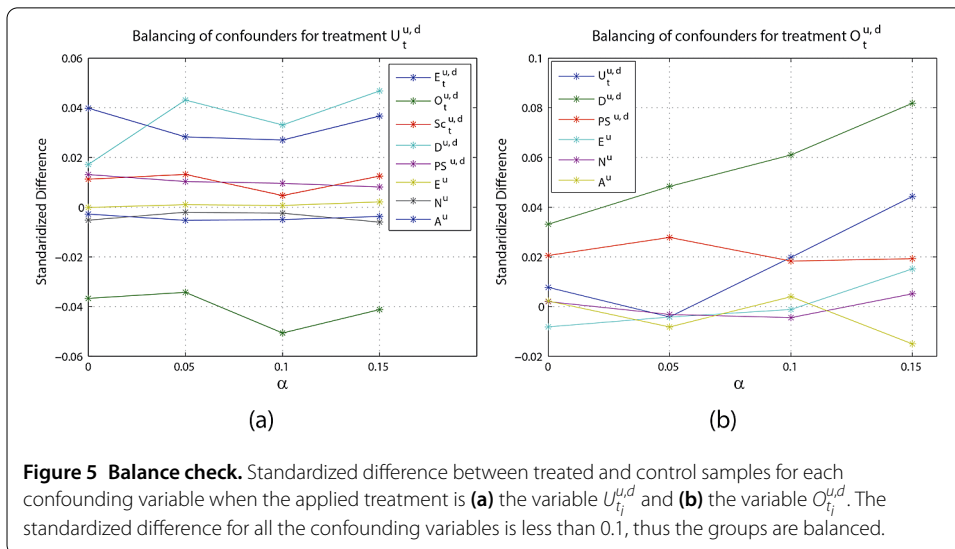 Balancing of confounders for treatment U_t^{u, d}
Standaridized Difference
0.06
0.04
0.02
0
−0.02
−0.04
−0.06
0
0.05
0.1
0.15
α
E_t^{u, d}
O_t^{u, d}
Sc_t^{u, d}
D^{u, d}
PS^{u, d}
E^u
N^u
A^u
(a)
Balancing of confounders for treatment O_t^{u, d}
Standaridized Difference
0.1
0.08
0.06
0.04
0.02
0
−0.02
0
0.05
0.1
0.15
α
U_t^{u, d}
D^{u, d}
PS^{u, d}
E^u
N^u
A^u
(b)
Figure 5 Balance check. Standardized difference between treated and control samples for each
confounding variable when the applied treatment is (a) the variable U_{t_i}^{u,d} and (b) the variable O_{t_i}^{u,d}. The
standardized difference for all the confounding variables is less than 0.1, thus the groups are balanced.